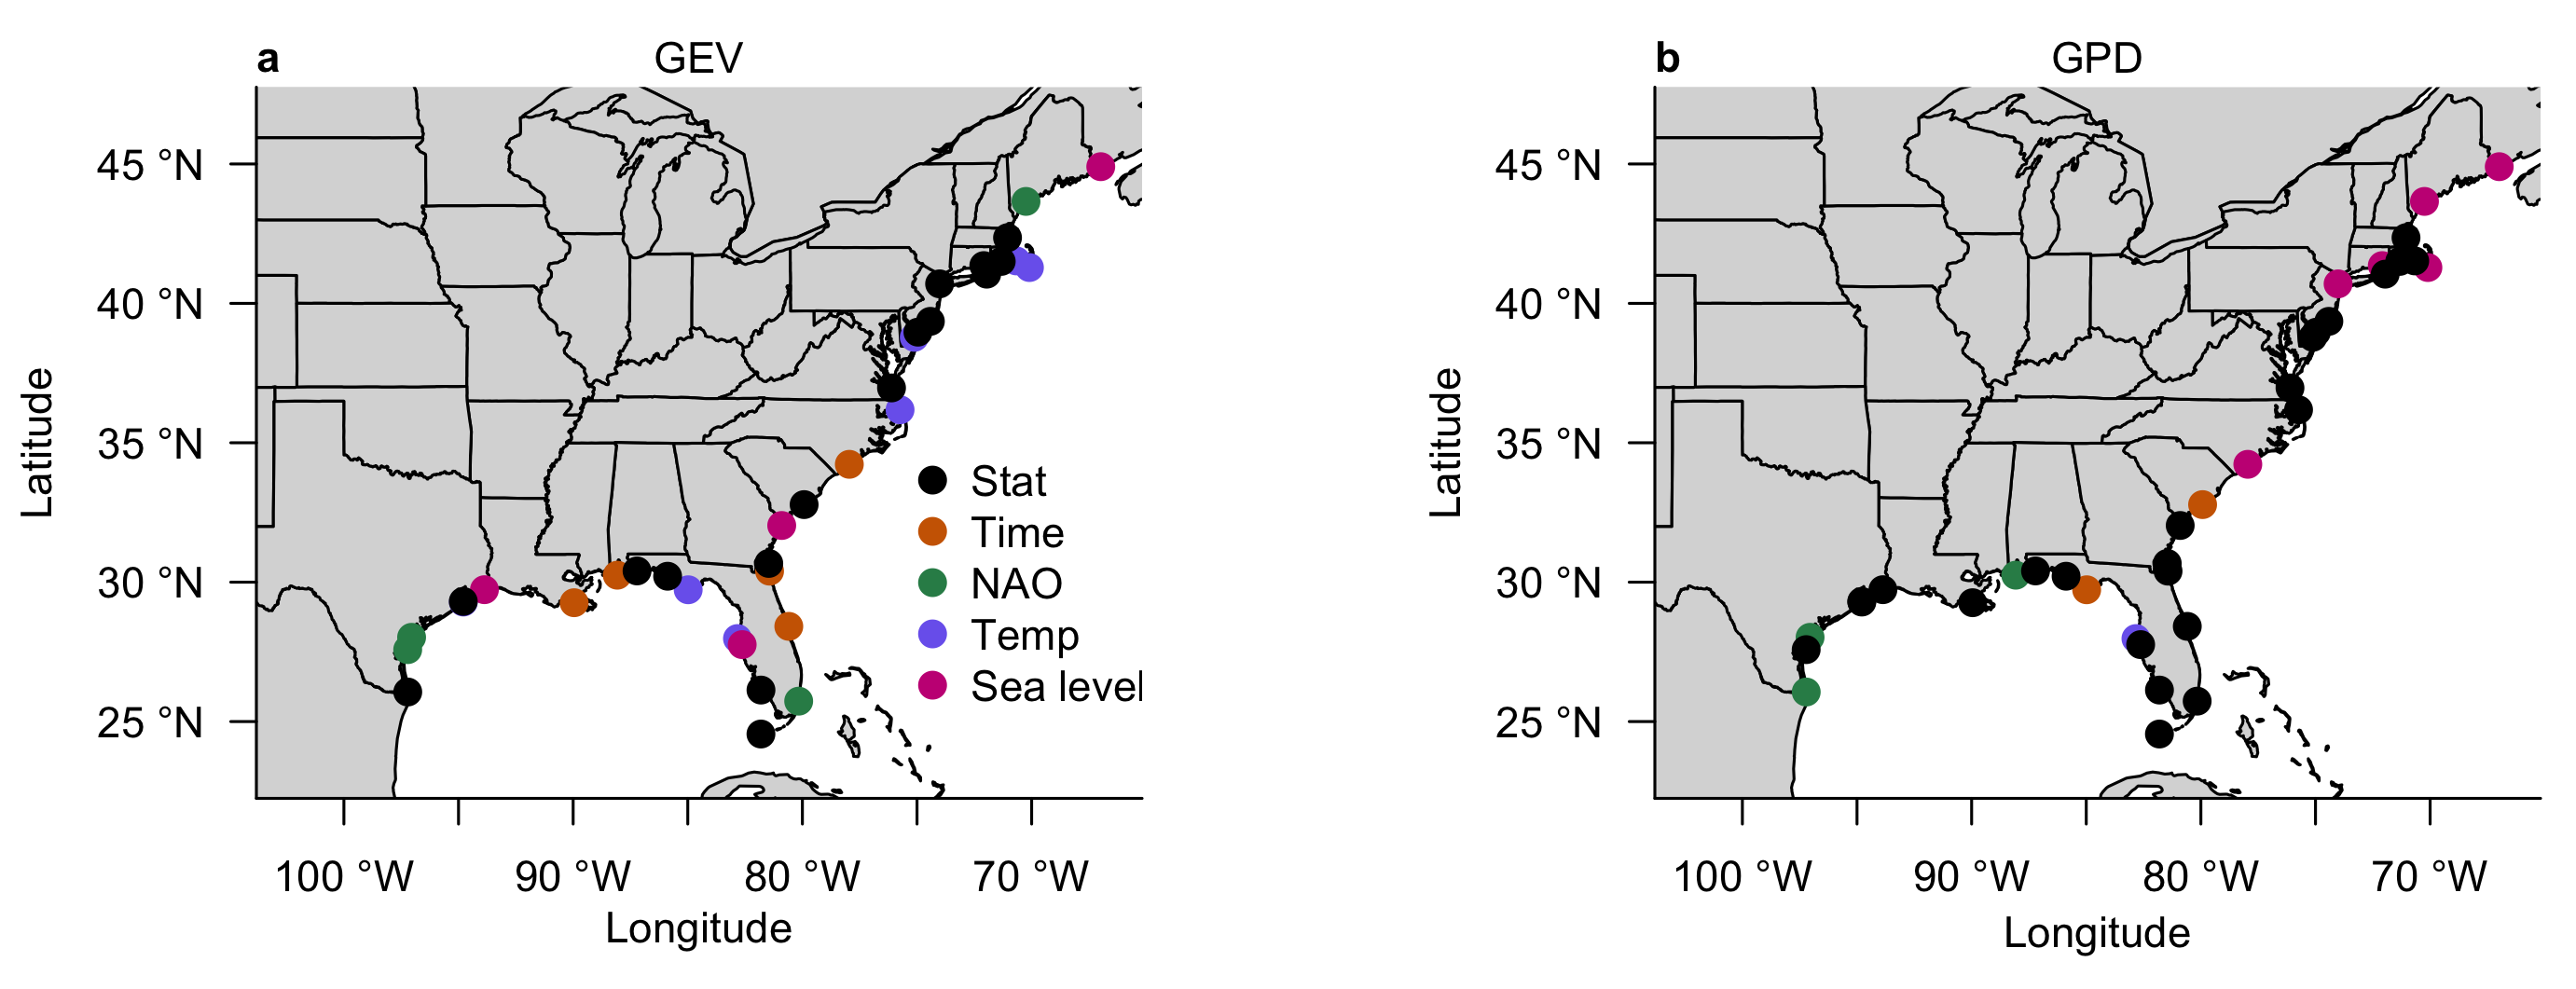 a GEV
45 °N
40 °N
35 °N
30 °N
25 °N
Latitude
Stat
Time
NAO
Temp
Sea level
100 °W 90 °W 80 °W 70 °W
Longitude
b GPD
45 °N
40 °N
35 °N
30 °N
25 °N
Latitude
100 °W 90 °W 80 °W 70 °W
Longitude